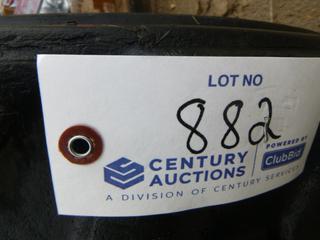 LOT NO
882
CENTURY AUCTIONS
POWERED BY
ClubBid
A DIVISION OF CENTURY SERVICES